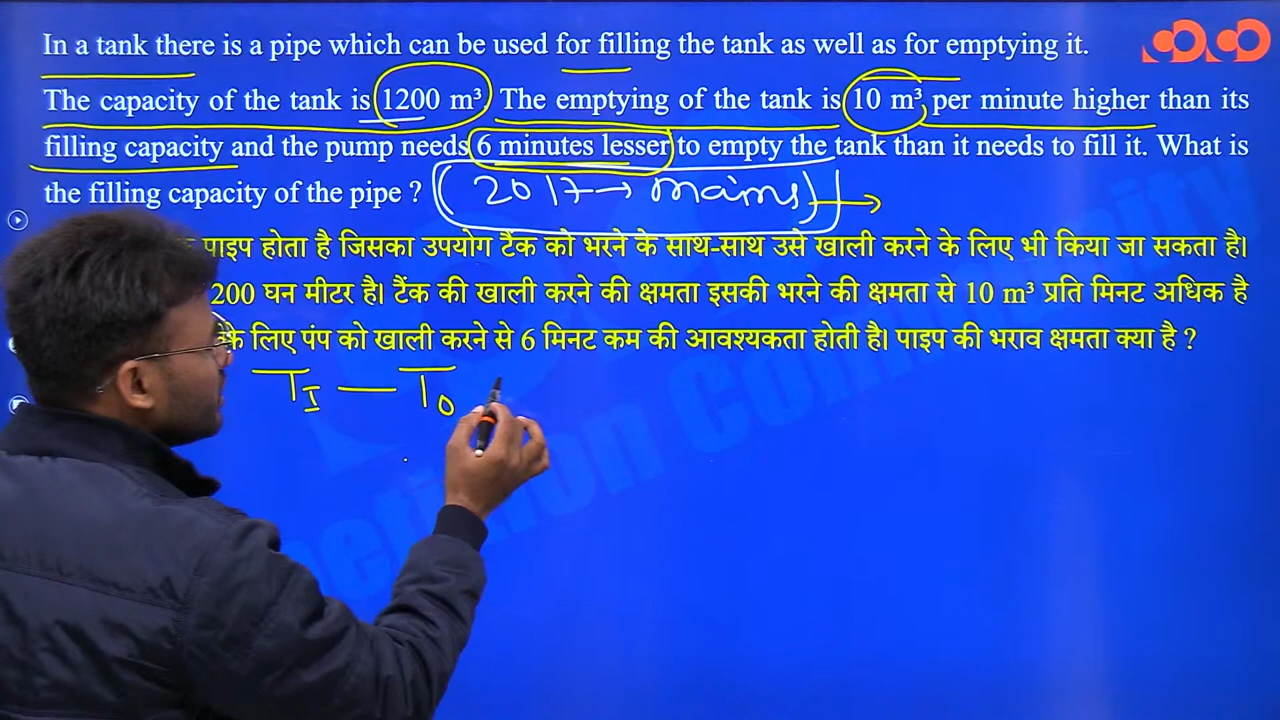 In a tank there is a pipe which can be used for filling the tank as well as for emptying it.
The capacity of the tank is 1200 m³. The emptying of the tank is 10 m³ per minute higher than its
filling capacity and the pump needs 6 minutes lesser to empty the tank than it needs to fill it. What is
the filling capacity of the pipe ? (2017 → mains)
पाइप होता है जिसका उपयोग टैंक को भरने के साथ-साथ उसे खाली करने के लिए भी किया जा सकता है।
200 घन मीटर है। टैंक की खाली करने की क्षमता इसकी भरने की क्षमता से 10 m³ प्रति मिनट अधिक है
के लिए पंप को खाली करने से 6 मिनट कम की आवश्यकता होती है। पाइप की भराव क्षमता क्या है ?
T_I — T_O